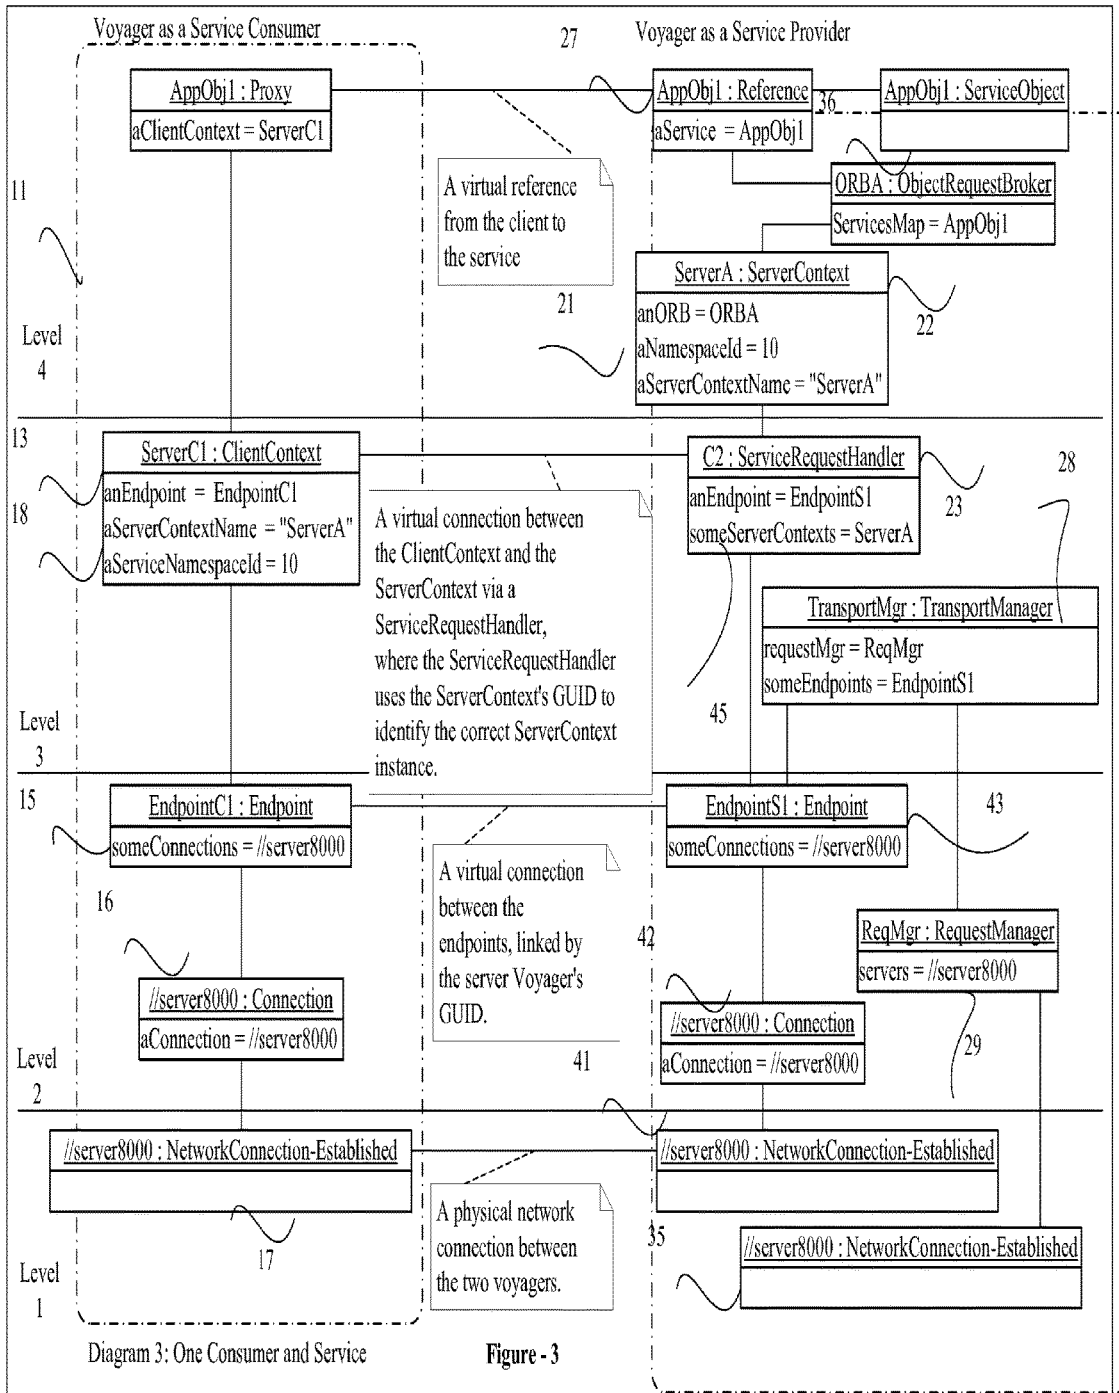 Voyager as a Service Consumer
27
Voyager as a Service Provider
AppObj1 : Proxy
aClientContext = ServerC1
AppObj1 : Reference
aService = AppObj1
36
AppObj1 : ServiceObject
11
A virtual reference
from the client to
the service
ORBA : ObjectRequestBroker
ServicesMap = AppObj1
21
ServerA : ServerContext
anORB = ORBA
aNamespaceId = 10
aServerContextName = "ServerA"
22
Level
4
13
ServerC1 : ClientContext
anEndpoint = EndpointC1
aServerContextName = "ServerA"
aServiceNamespaceId = 10
18
A virtual connection between
the ClientContext and the
ServerContext via a
ServiceRequestHandler,
where the ServiceRequestHandler
uses the ServerContext's GUID to
identify the correct ServerContext
instance.
C2 : ServiceRequestHandler
anEndpoint = EndpointS1
someServerContexts = ServerA
23
28
TransportMgr : TransportManager
requestMgr = ReqMgr
someEndpoints = EndpointS1
45
Level
3
15
EndpointC1 : Endpoint
someConnections = //server8000
EndpointS1 : Endpoint
someConnections = //server8000
43
16
A virtual connection
between the
endpoints, linked by
the server Voyager's
GUID.
42
ReqMgr : RequestManager
servers = //server8000
//server8000 : Connection
aConnection = //server8000
//server8000 : Connection
aConnection = //server8000
29
41
Level
2
//server8000 : NetworkConnection-Established
//server8000 : NetworkConnection-Established
17
A physical network
connection between
the two voyagers.
35
//server8000 : NetworkConnection-Established
Level
1
Diagram 3: One Consumer and Service
Figure - 3